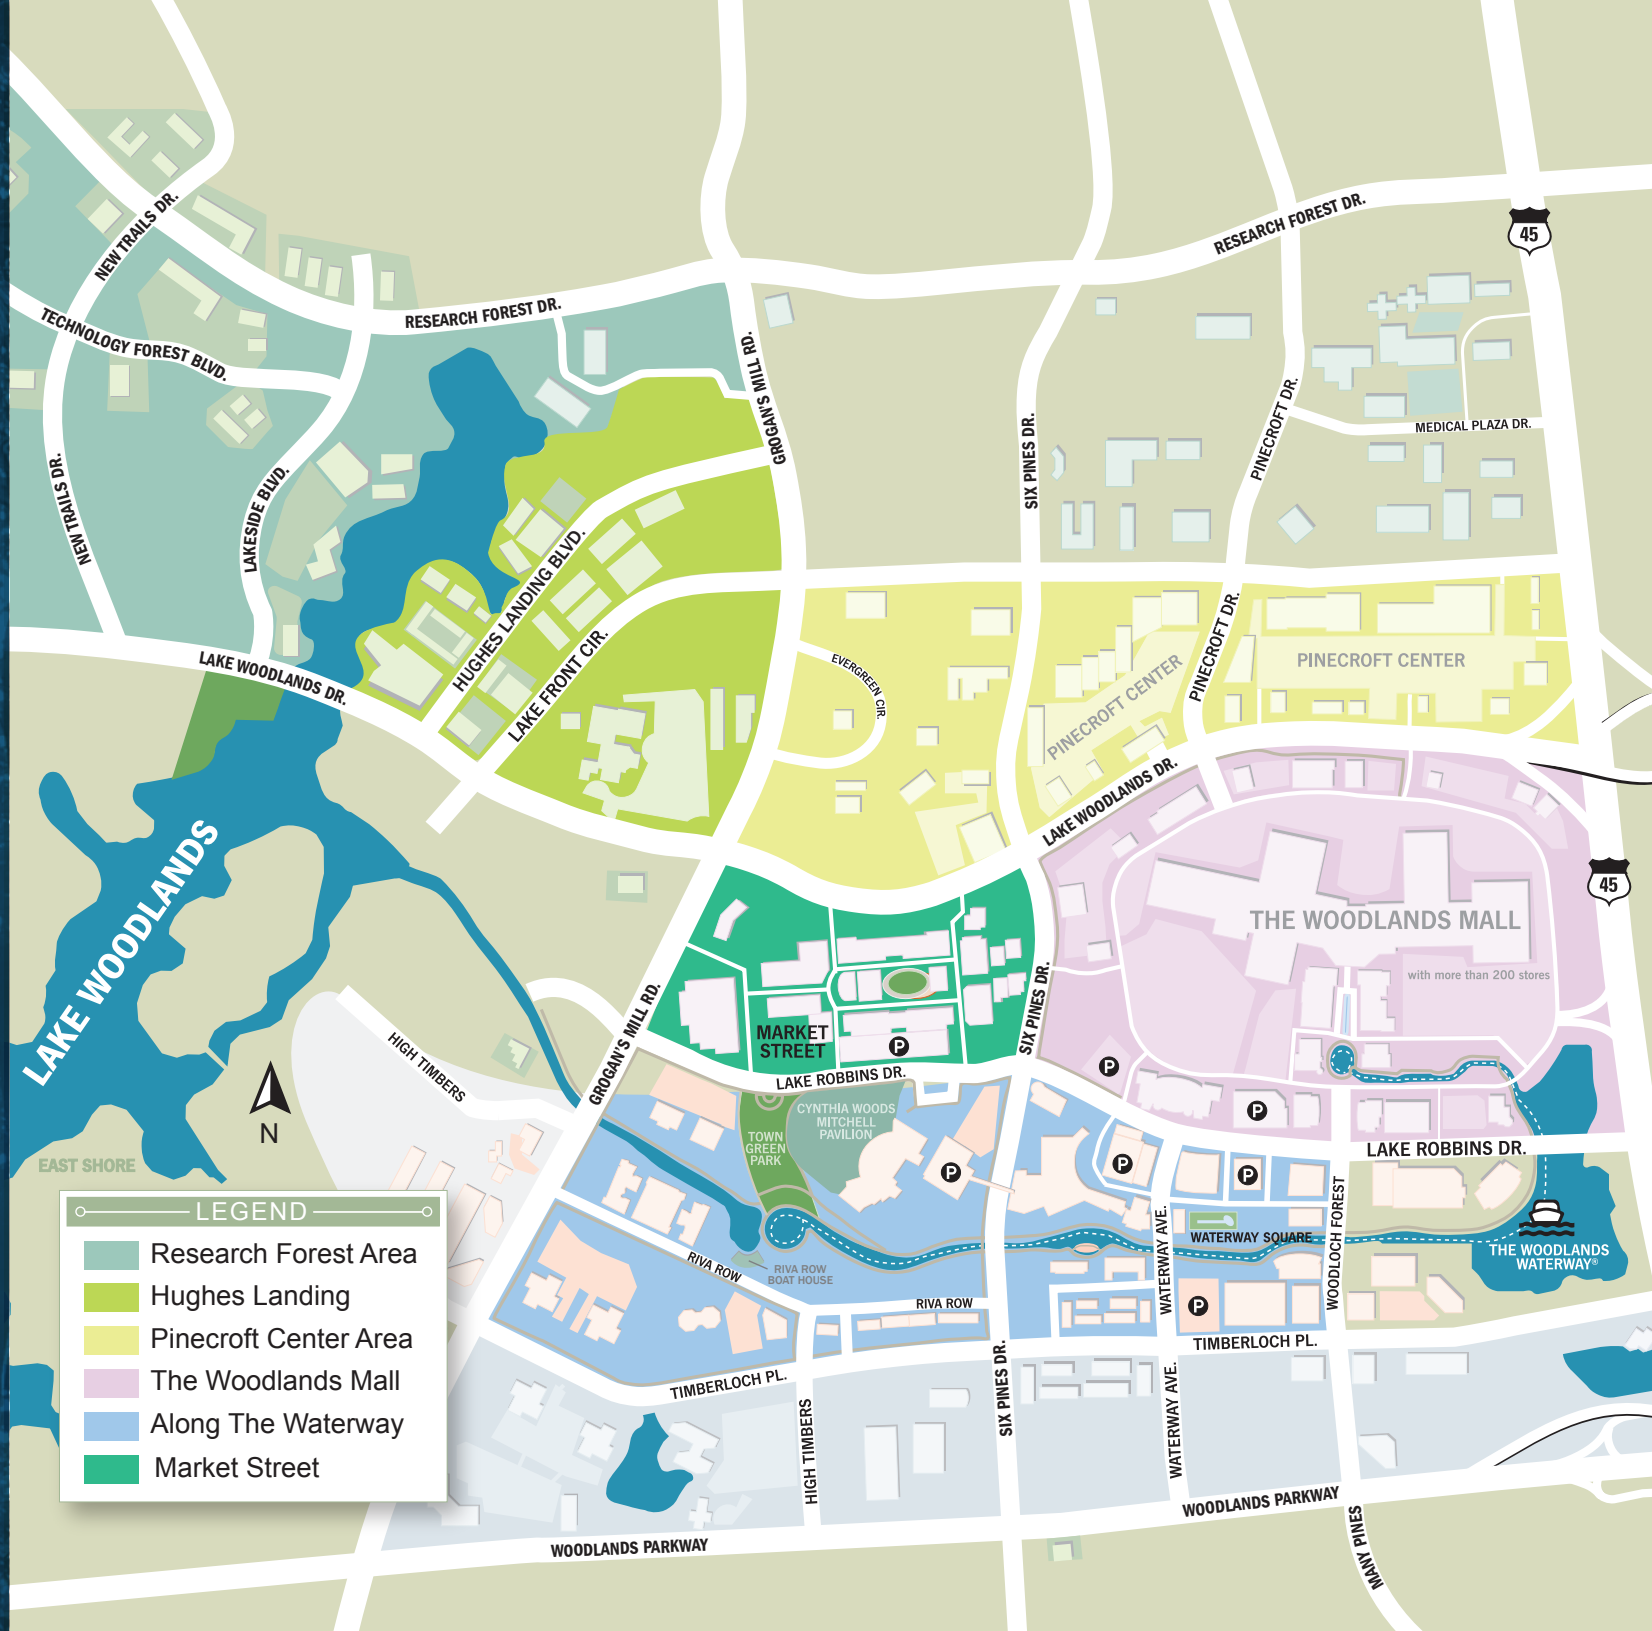 RESEARCH FOREST DR.
45
NEW TRAILS DR.
TECHNOLOGY FOREST BLVD.
RESEARCH FOREST DR.
GROGAN'S MILL RD.
SIX PINES DR.
PINECROFT DR.
MEDICAL PLAZA DR.
NEW TRAILS DR.
LAKESIDE BLVD.
HUGHES LANDING BLVD.
LAKE FRONT CIR.
LAKE WOODLANDS DR.
EVERGREEN CIR.
PINECROFT CENTER
PINECROFT DR.
PINECROFT CENTER
LAKE WOODLANDS DR.
45
THE WOODLANDS MALL
with more than 200 stores
LAKE WOODLANDS
GROGAN'S MILL RD.
SIX PINES DR.
MARKET
STREET
P
P
LAKE ROBBINS DR.
HIGH TIMBERS
N
CYNTHIA WOODS
MITCHELL
PAVILION
TOWN
GREEN
PARK
P
P
P
P
LAKE ROBBINS DR.
EAST SHORE
WATERWAY AVE.
WATERWAY SQUARE
WOODLOCH FOREST
THE WOODLANDS
WATERWAY®
RIVA ROW
RIVA ROW
BOAT HOUSE
RIVA ROW
P
TIMBERLOCH PL.
TIMBERLOCH PL.
SIX PINES DR.
WATERWAY AVE.
HIGH TIMBERS
WOODLANDS PARKWAY
WOODLANDS PARKWAY
MANY PINES
LEGEND
Research Forest Area
Hughes Landing
Pinecroft Center Area
The Woodlands Mall
Along The Waterway
Market Street